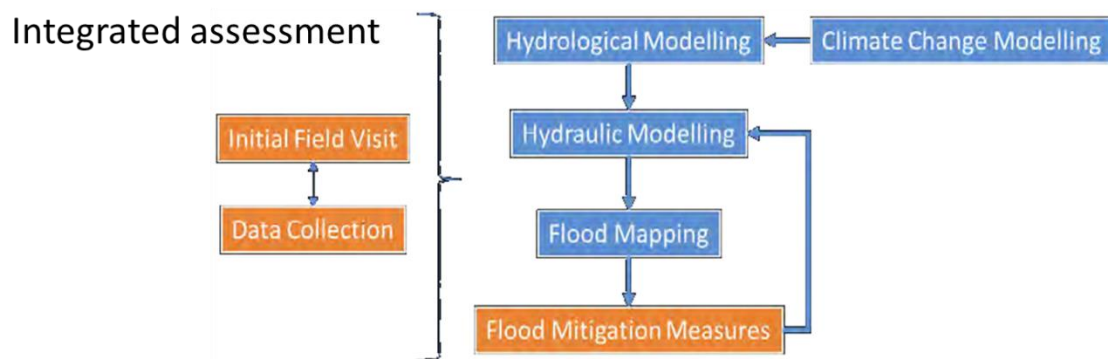 Integrated assessment
Hydrological Modelling
Climate Change Modelling
Initial Field Visit
Hydraulic Modelling
Data Collection
Flood Mapping
Flood Mitigation Measures